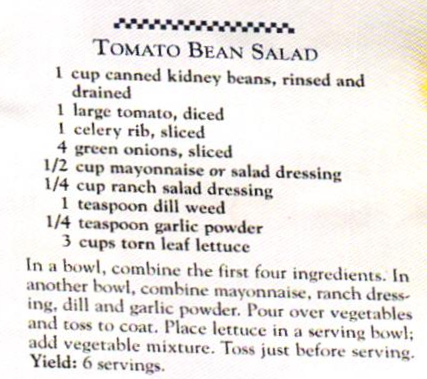 TOMATO BEAN SALAD
1 cup canned kidney beans, rinsed and
drained
1 large tomato, diced
1 celery rib, sliced
4 green onions, sliced
1/2 cup mayonnaise or salad dressing
1/4 cup ranch salad dressing
1 teaspoon dill weed
1/4 teaspoon garlic powder
3 cups torn leaf lettuce
In a bowl, combine the first four ingredients. In
another bowl, combine mayonnaise, ranch dress-
ing, dill and garlic powder. Pour over vegetables
and toss to coat. Place lettuce in a serving bowl;
add vegetable mixture. Toss just before serving.
Yield: 6 servings.